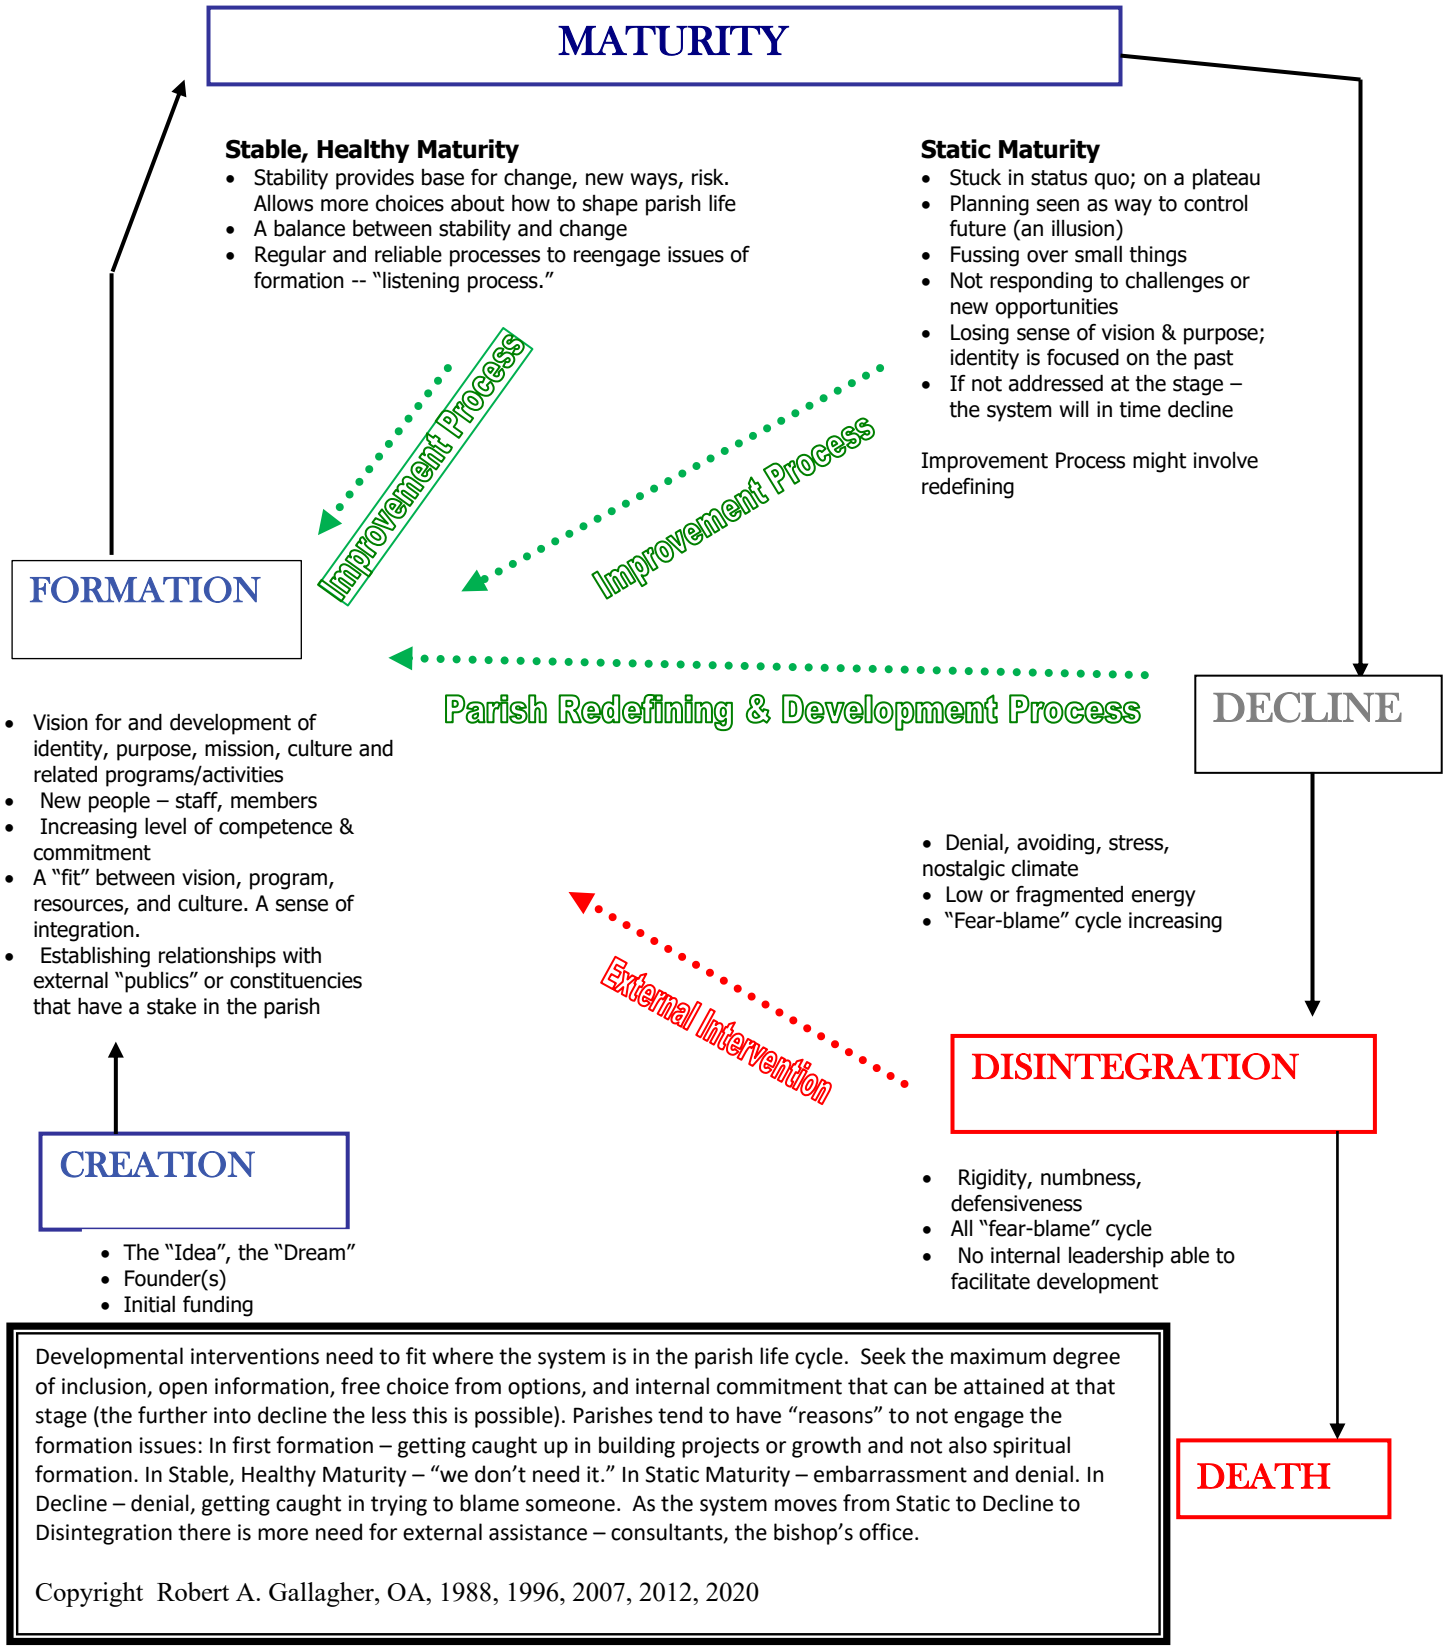 MATURITY
Stable, Healthy Maturity
• Stability provides base for change, new ways, risk.
Allows more choices about how to shape parish life
• A balance between stability and change
• Regular and reliable processes to reengage issues of
formation -- “listening process.”
Static Maturity
• Stuck in status quo; on a plateau
• Planning seen as way to control
future (an illusion)
• Fussing over small things
• Not responding to challenges or
new opportunities
• Losing sense of vision & purpose;
identity is focused on the past
• If not addressed at the stage –
the system will in time decline
Improvement Process might involve
redefining
Improvement Process
Improvement Process
FORMATION
Parish Redefining & Development Process
DECLINE
• Vision for and development of
identity, purpose, mission, culture and
related programs/activities
• New people – staff, members
• Increasing level of competence &
commitment
• A “fit” between vision, program,
resources, and culture. A sense of
integration.
• Establishing relationships with
external “publics” or constituencies
that have a stake in the parish
• Denial, avoiding, stress,
nostalgic climate
• Low or fragmented energy
• “Fear-blame” cycle increasing
External Intervention
DISINTEGRATION
CREATION
• Rigidity, numbness,
defensiveness
• All “fear-blame” cycle
• No internal leadership able to
facilitate development
• The “Idea”, the “Dream”
• Founder(s)
• Initial funding
Developmental interventions need to fit where the system is in the parish life cycle.  Seek the maximum degree
of inclusion, open information, free choice from options, and internal commitment that can be attained at that
stage (the further into decline the less this is possible). Parishes tend to have “reasons” to not engage the
formation issues: In first formation – getting caught up in building projects or growth and not also spiritual
formation. In Stable, Healthy Maturity – “we don’t need it.” In Static Maturity – embarrassment and denial. In
Decline – denial, getting caught in trying to blame someone.  As the system moves from Static to Decline to
Disintegration there is more need for external assistance – consultants, the bishop’s office.
Copyright  Robert A. Gallagher, OA, 1988, 1996, 2007, 2012, 2020
DEATH